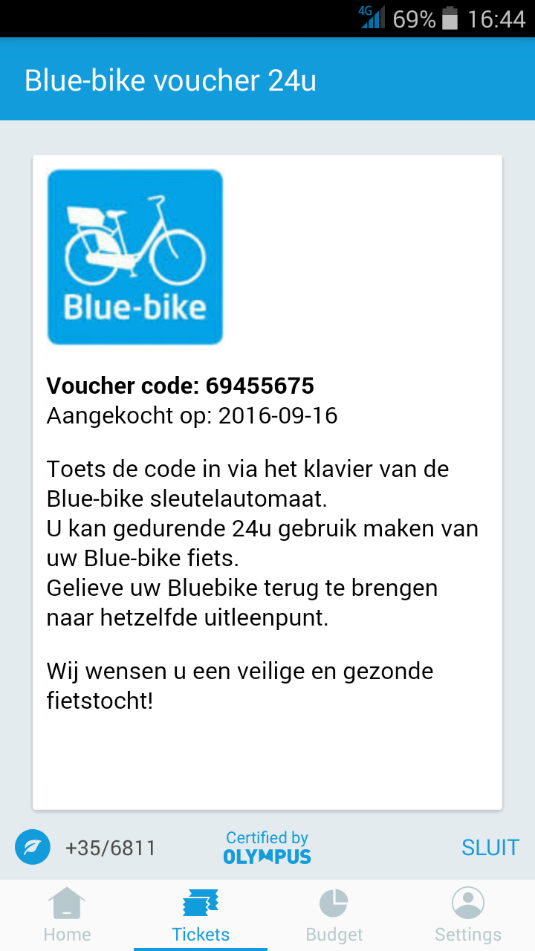 4G 69% 16:44
Blue-bike voucher 24u
Blue-bike
Voucher code: 69455675
Aangekocht op: 2016-09-16
Toets de code in via het klavier van de
Blue-bike sleutelautomaat.
U kan gedurende 24u gebruik maken van
uw Blue-bike fiets.
Gelieve uw Bluebike terug te brengen
naar hetzelfde uitleenpunt.
Wij wensen u een veilige en gezonde
fietstocht!
+35/6811
Certified by
OLYMPUS
SLUIT
Home Tickets Budget Settings